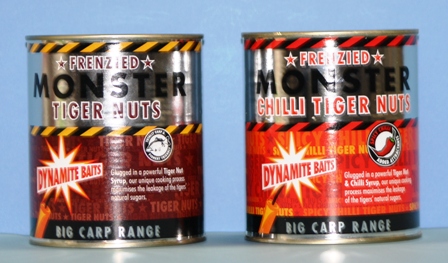 ★ FRENZIED ★
MONSTER
TIGER NUTS
DYNAMITE BAITS
Glugged in a powerful Tiger Nut
Syrup, our unique cooking process
maximises the leakage of the tigers'
natural sugars.
TIGER NUTS
BIG CARP RANGE
★ FRENZIED ★
MONSTER
CHILLI TIGER NUTS
DYNAMITE BAITS
Glugged in a powerful Tiger Nut
& Chilli Syrup, our unique cooking
process maximises the leakage of the
tigers' natural sugars.
BIG CARP RANGE